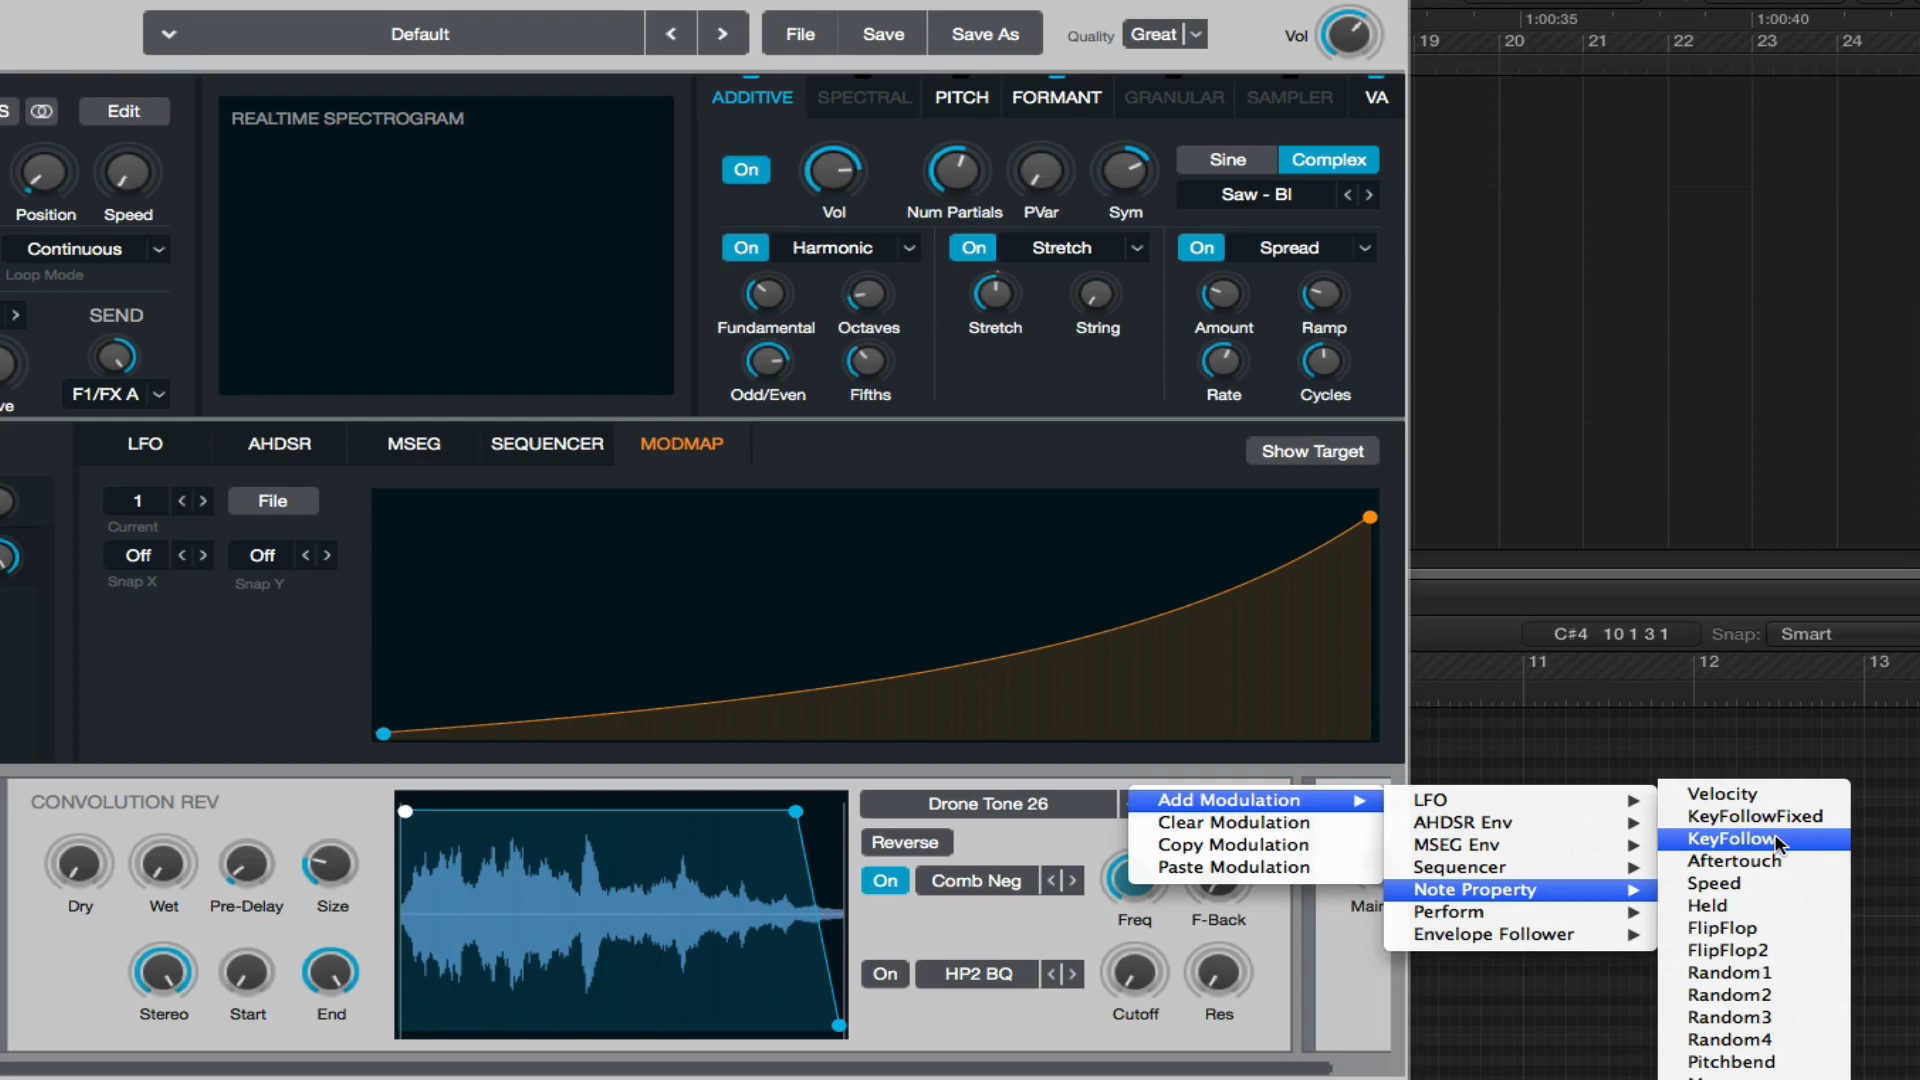 Default
<
>
File
Save
Save As
Quality
Great
Vol
1:00:35
1:00:40
19
20
21
22
23
24
S
Edit
Position
Speed
Continuous
Loop Mode
>
SEND
F1/FX A
ve
REALTIME SPECTROGRAM
ADDITIVE
SPECTRAL
PITCH
FORMANT
GRANULAR
SAMPLER
VA
On
Vol
Num Partials
PVar
Sym
Sine
Complex
Saw - Bl
< >
On
Harmonic
On
Stretch
On
Spread
Fundamental
Octaves
Stretch
String
Amount
Ramp
Odd/Even
Fifths
Rate
Cycles
LFO
AHDSR
MSEG
SEQUENCER
MODMAP
Show Target
1
< >
File
Current
Off
< >
Off
< >
Snap X
Snap Y
C#4 10 1 3 1
Snap:
Smart
11
12
13
CONVOLUTION REV
Dry
Wet
Pre-Delay
Size
Stereo
Start
End
Drone Tone 26
Reverse
On
Comb Neg
< | >
Freq
F-Back
On
HP2 BQ
< | >
Cutoff
Res
Add Modulation
Clear Modulation
Copy Modulation
Paste Modulation
LFO
AHDSR Env
MSEG Env
Sequencer
Note Property
Perform
Envelope Follower
Velocity
KeyFollowFixed
KeyFollow
Aftertouch
Speed
Held
FlipFlop
FlipFlop2
Random1
Random2
Random3
Random4
Pitchbend